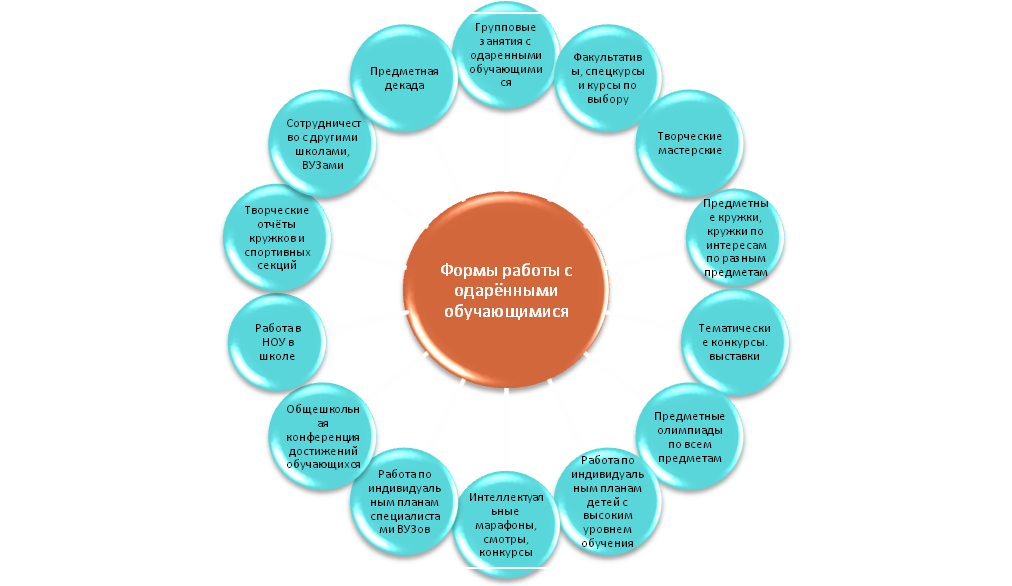 Групповые
занятия с
одаренными
обучающими
ся
Факультатив
ы, спецкурсы
и курсы по
выбору
Творческие
мастерские
Предметны
е кружки,
кружки по
интересам
по разным
предметам
Тематически
е конкурсы.
выставки
Предметные
олимпиады
по всем
предметам
Работа по
индивидуаль
ным планам
детей с
высоким
уровнем
обучения
Интеллектуал
ьные
марафоны,
смотры,
конкурсы
Работа по
индивидуаль
ным планам
специалиста
ми ВУЗов
Общешкольн
ая
конференция
достижений
обучающихся
Работа в
НОУ в
школе
Творческие
отчёты
кружков и
спортивных
секций
Сотрудничест
во с другими
школами,
ВУЗами
Предметная
декада
Формы работы с
одарёнными
обучающимися